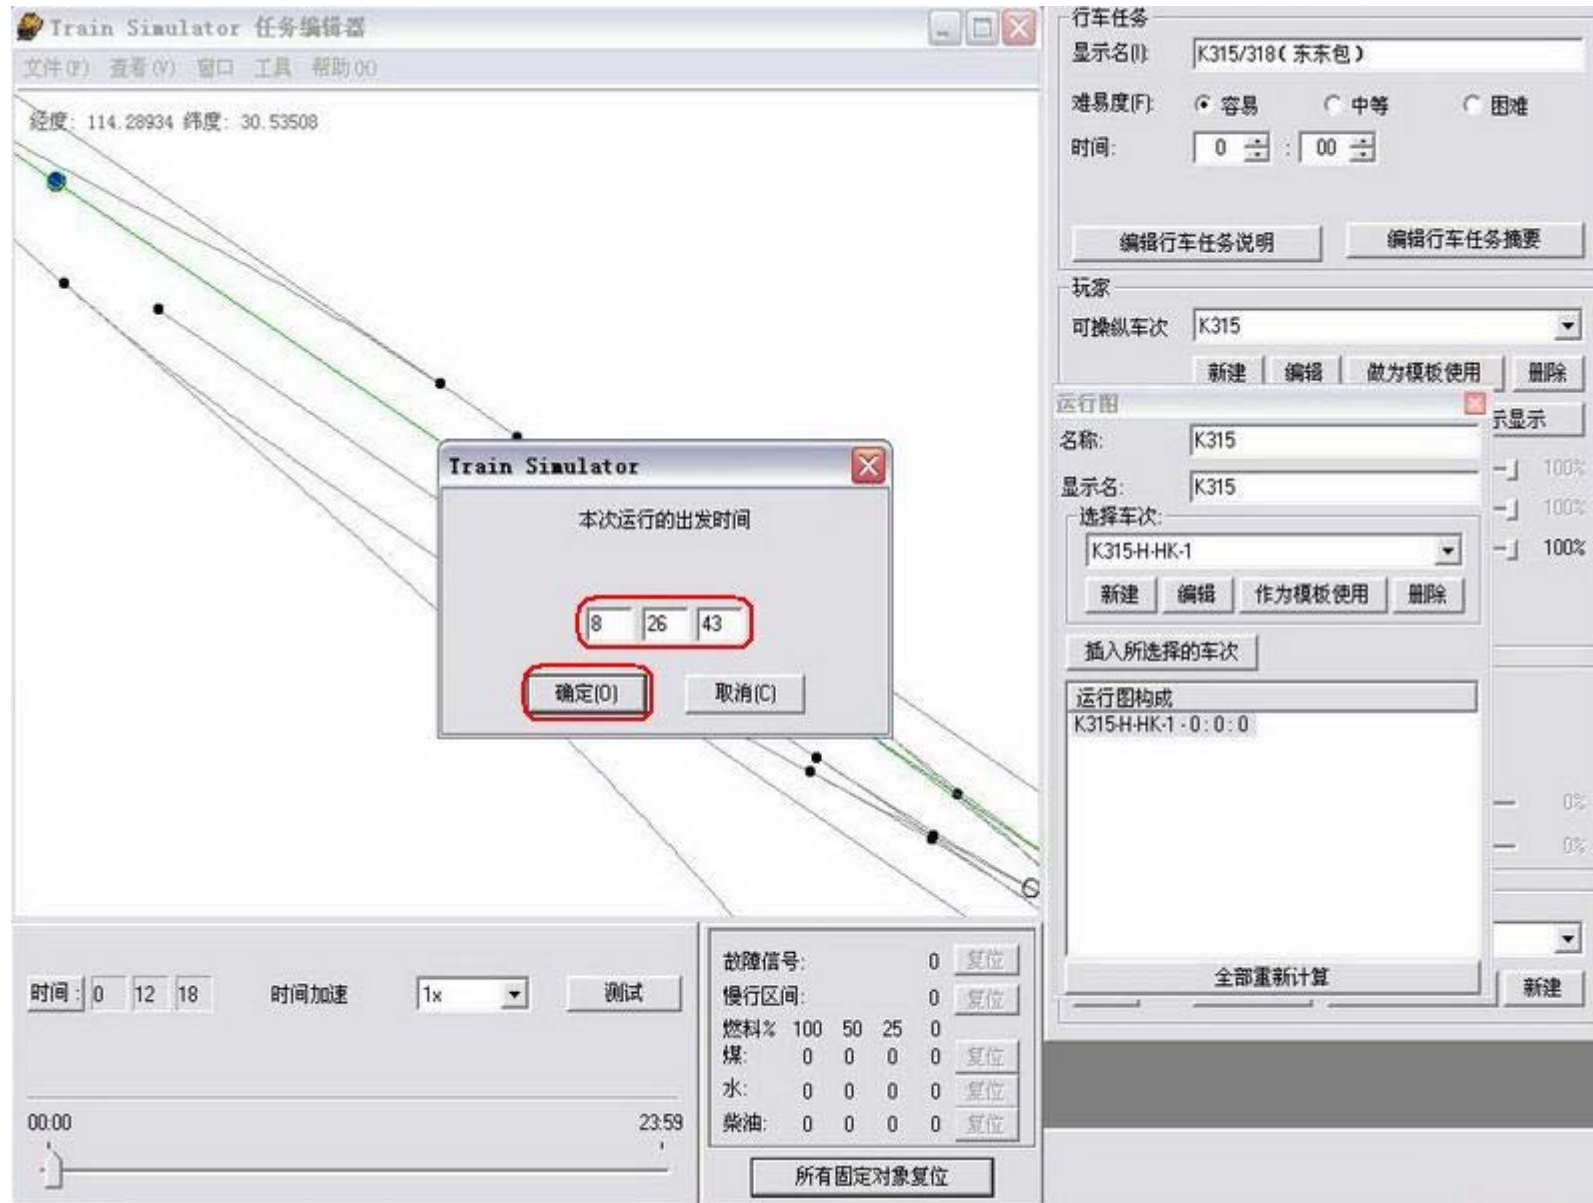 Train Simulator 任务编辑器
文件(F) 查看(V) 窗口 工具 帮助(H)
经度: 114.28934 纬度: 30.53508
行车任务
显示名(I): K315/318(东东包)
难易度(F): 容易 中等 困难
时间: 0 : 00
编辑行车任务说明 编辑行车任务摘要
玩家
可操纵车次 K315
新建 编辑 做为模板使用 删除
示显示
100%
100%
100%
运行图
名称: K315
显示名: K315
选择车次:
K315-H-HK-1
新建 编辑 作为模板使用 删除
插入所选择的车次
运行图构成
K315-H-HK-1 - 0 : 0 : 0
0%
0%
全部重新计算
新建
Train Simulator
本次运行的出发时间
8 26 43
确定(O) 取消(C)
时间: 0 12 18 时间加速 1x 测试
00:00 23:59
故障信号: 0 复位
慢行区间: 0 复位
燃料% 100 50 25 0
煤: 0 0 0 0 复位
水: 0 0 0 0 复位
柴油: 0 0 0 0 复位
所有固定对象复位